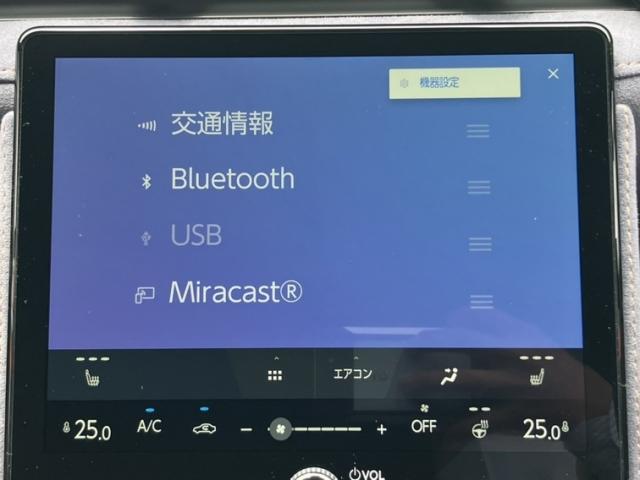 機器設定
交通情報
Bluetooth
USB
Miracast®
エアコン
25.0 A/C − + OFF 25.0
VOL